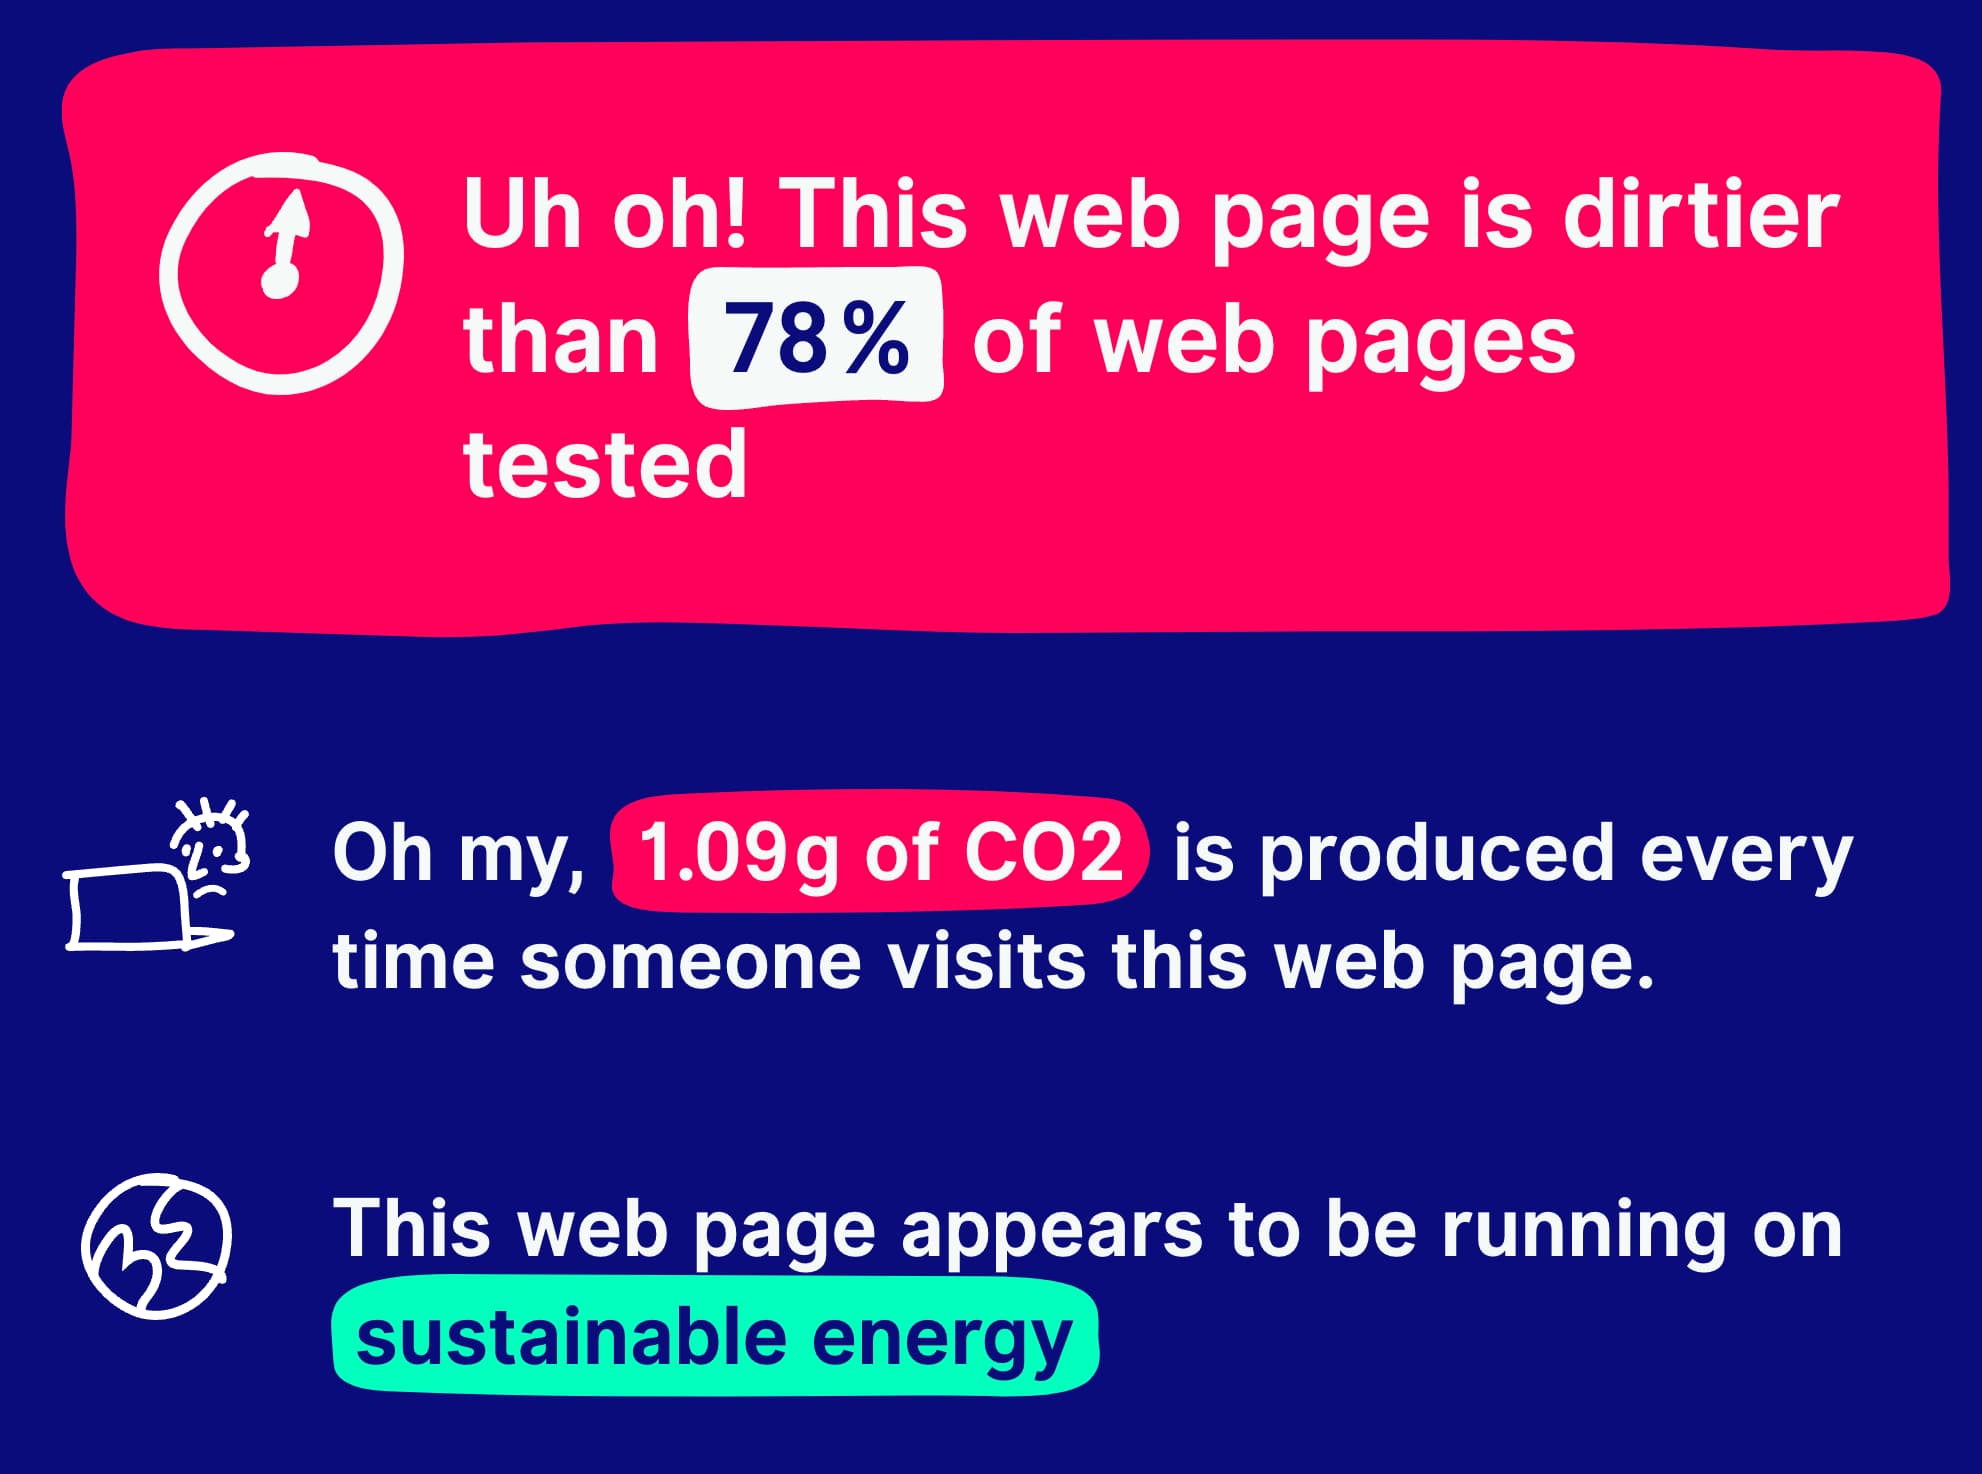 Uh oh! This web page is dirtier
than 78% of web pages
tested
Oh my, 1.09g of CO2 is produced every
time someone visits this web page.
This web page appears to be running on
sustainable energy